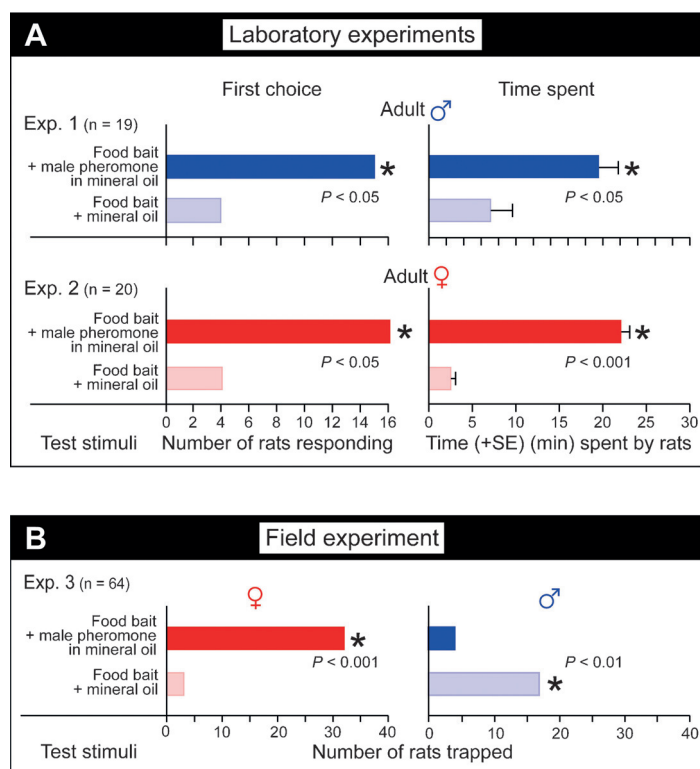 A Laboratory experiments
First choice Time spent
Adult ♂
Exp. 1 (n = 19)
Food bait
+ male pheromone
in mineral oil
*
*
P < 0.05
P < 0.05
Food bait
+ mineral oil
Adult ♀
Exp. 2 (n = 20)
Food bait
+ male pheromone
in mineral oil
*
*
P < 0.05
P < 0.001
Food bait
+ mineral oil
0 2 4 6 8 10 12 14 16
0 5 10 15 20 25 30
Test stimuli Number of rats responding Time (+SE) (min) spent by rats
B Field experiment
Exp. 3 (n = 64)
♀ ♂
Food bait
+ male pheromone
in mineral oil
*
P < 0.001
P < 0.01
Food bait
+ mineral oil
*
0 10 20 30 40
0 10 20 30 40
Test stimuli Number of rats trapped